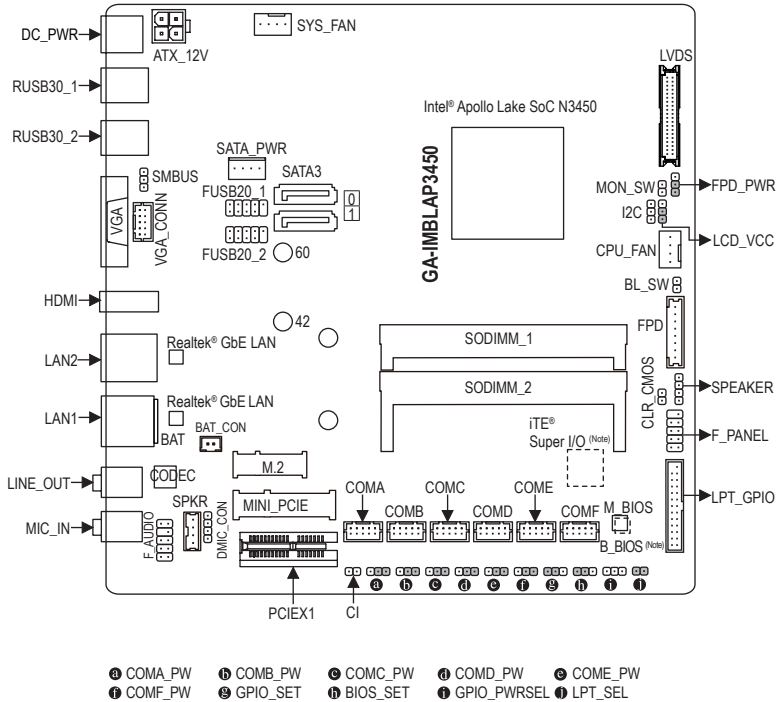 DC_PWR
ATX_12V
SYS_FAN
LVDS
RUSB30_1
Intel® Apollo Lake SoC N3450
RUSB30_2
SATA_PWR
SMBUS
SATA3
FUSB20_1
0
1
GA-IMBLAP3450
MON_SW
FPD_PWR
I2C
VGA
VGA_CONN
FUSB20_2
60
CPU_FAN
LCD_VCC
BL_SW
HDMI
42
FPD
Realtek® GbE LAN
SODIMM_1
LAN2
SODIMM_2
CLR_CMOS
SPEAKER
Realtek® GbE LAN
LAN1
BAT
BAT_CON
iTE®
Super I/O (Note)
F_PANEL
M.2
LINE_OUT
CODEC
COMA
COMC
COME
LPT_GPIO
SPKR
MINI_PCIE
COMB
COMD
COMF
M_BIOS
MIC_IN
F_AUDIO
DMIC_CON
B_BIOS (Note)
PCIEX1
CI
a b c d e f g h i j
a COMA_PW b COMB_PW c COMC_PW d COMD_PW e COME_PW
f COMF_PW g GPIO_SET h BIOS_SET i GPIO_PWRSEL j LPT_SEL